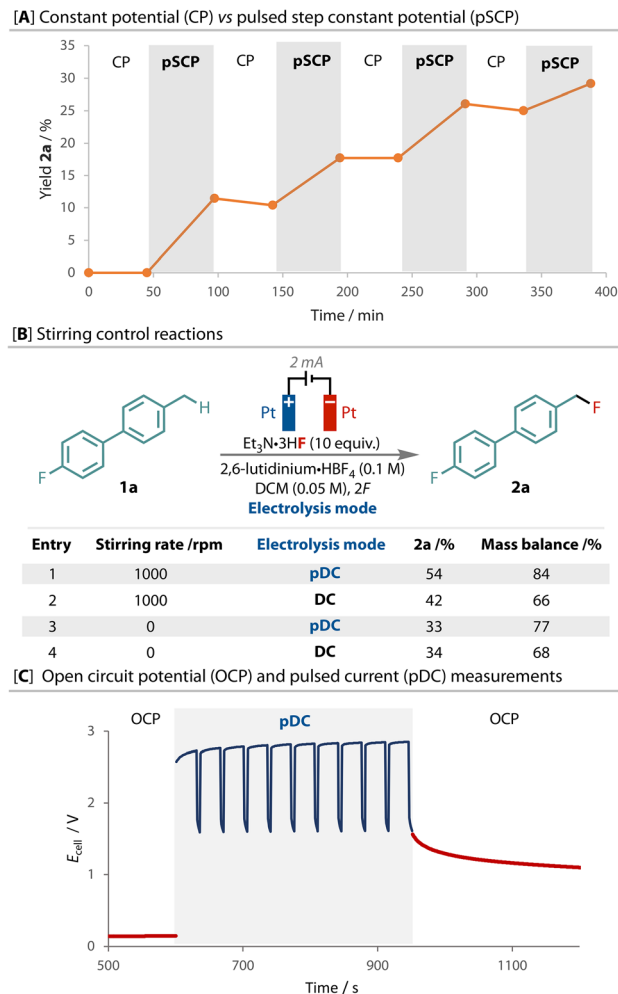 [A] Constant potential (CP) vs pulsed step constant potential (pSCP)
35
30
25
20
15
10
5
0
Yield 2a / %
CP pSCP CP pSCP CP pSCP CP pSCP
0 50 100 150 200 250 300 350 400
Time / min
[B] Stirring control reactions
2 mA
+ −
Pt Pt
H
F
1a
Et3N•3HF (10 equiv.)
2,6-lutidinium•HBF4 (0.1 M)
DCM (0.05 M), 2F
Electrolysis mode
F
F
2a
Entry Stirring rate /rpm Electrolysis mode 2a /% Mass balance /%
1 1000 pDC 54 84
2 1000 DC 42 66
3 0 pDC 33 77
4 0 DC 34 68
[C] Open circuit potential (OCP) and pulsed current (pDC) measurements
OCP pDC OCP
3
2
1
0
Ecell / V
500 700 900 1100
Time / s